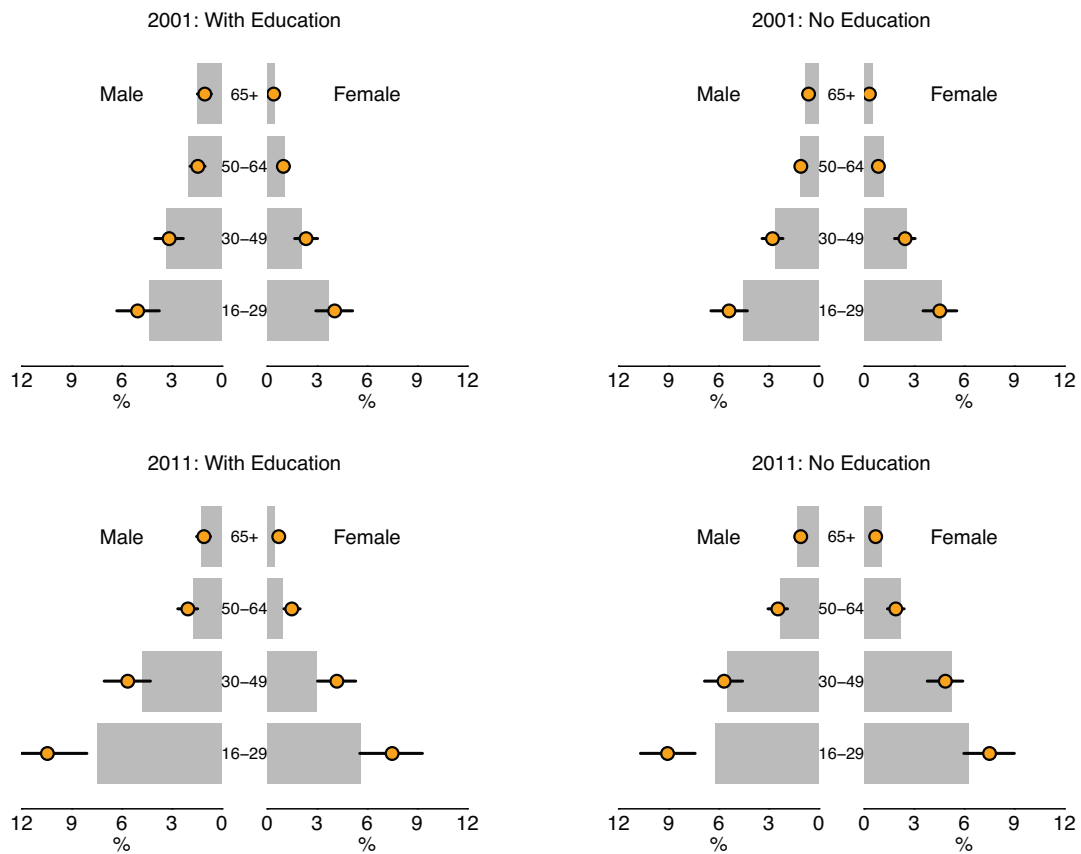 2001: With Education
2001: No Education
Male 65+ Female
50–64
30–49
16–29
12 9 6 3 0 0 3 6 9 12
% %
Male 65+ Female
50–64
30–49
16–29
12 9 6 3 0 0 3 6 9 12
% %
2011: With Education
2011: No Education
Male 65+ Female
50–64
30–49
16–29
12 9 6 3 0 0 3 6 9 12
% %
Male 65+ Female
50–64
30–49
16–29
12 9 6 3 0 0 3 6 9 12
% %